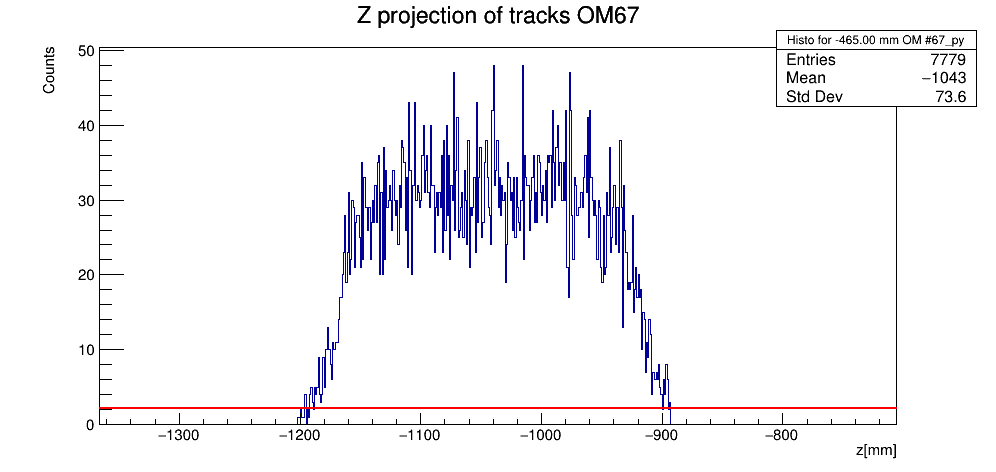 Z projection of tracks OM67
Histo for -465.00 mm OM #67_py
Entries 7779
Mean −1043
Std Dev 73.6
Counts
50
40
30
20
10
0
−1300 −1200 −1100 −1000 −900 −800
z[mm]